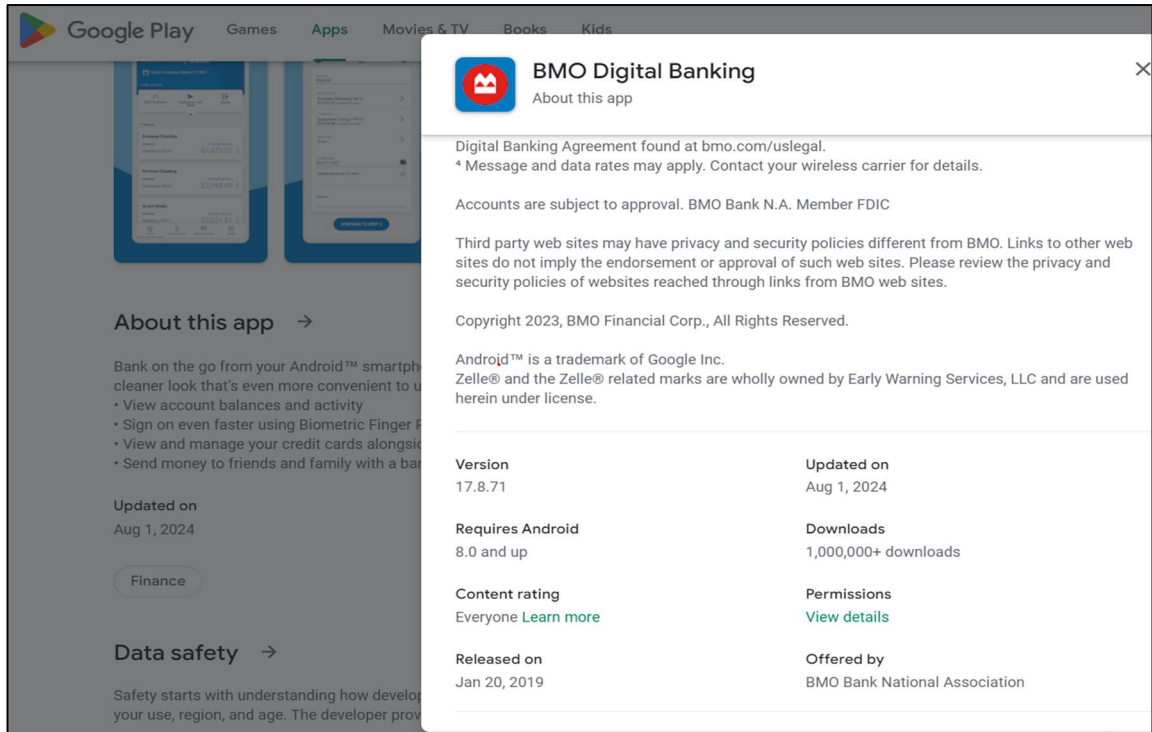 Google Play Games Apps Movies & TV Books Kids
BMO Digital Banking
About this app
Digital Banking Agreement found at bmo.com/uslegal.
⁴ Message and data rates may apply. Contact your wireless carrier for details.
Accounts are subject to approval. BMO Bank N.A. Member FDIC
Third party web sites may have privacy and security policies different from BMO. Links to other web
sites do not imply the endorsement or approval of such web sites. Please review the privacy and
security policies of websites reached through links from BMO web sites.
Copyright 2023, BMO Financial Corp., All Rights Reserved.
Android™ is a trademark of Google Inc.
Zelle® and the Zelle® related marks are wholly owned by Early Warning Services, LLC and are used
herein under license.
Version
17.8.71
Updated on
Aug 1, 2024
Requires Android
8.0 and up
Downloads
1,000,000+ downloads
Content rating
Everyone Learn more
Permissions
View details
Released on
Jan 20, 2019
Offered by
BMO Bank National Association
About this app →
Bank on the go from your Android™ smartph
cleaner look that's even more convenient to u
• View account balances and activity
• Sign on even faster using Biometric Finger P
• View and manage your credit cards alongsid
• Send money to friends and family with a ban
Updated on
Aug 1, 2024
Finance
Data safety →
Safety starts with understanding how develop
your use, region, and age. The developer prov